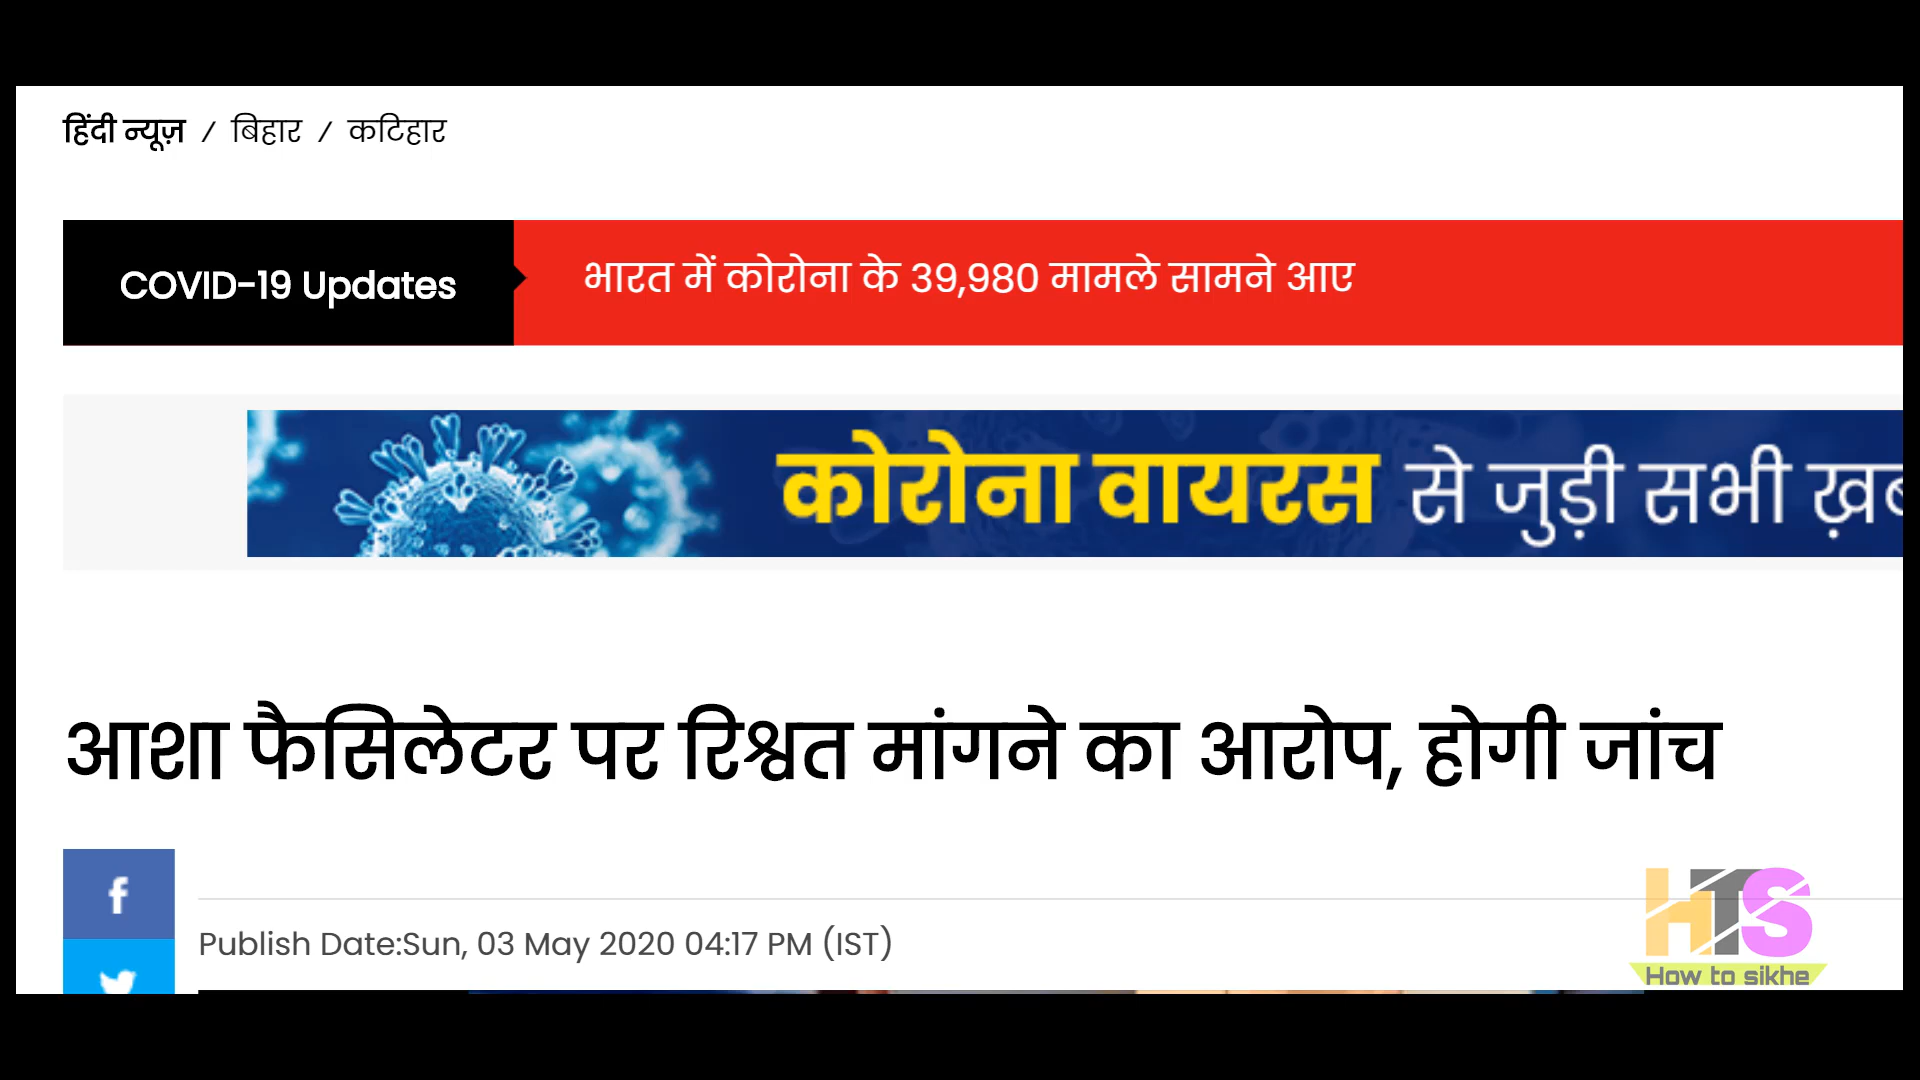 हिंदी न्यूज़ / बिहार / कटिहार
COVID-19 Updates
भारत में कोरोना के 39,980 मामले सामने आए
कोरोना वायरस से जुड़ी सभी
आशा फैसिलेटर पर रिश्वत मांगने का आरोप, होगी जांच
f
Publish Date:Sun, 03 May 2020 04:17 PM (IST)
HTS
How to sikhe